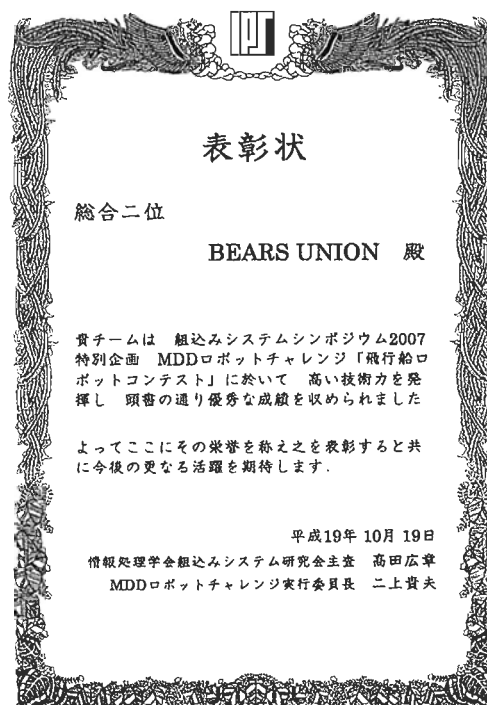 IPS
表彰状
総合二位
BEARS UNION 殿
貴チームは 組込みシステムシンポジウム2007
特別企画 MDDロボットチャレンジ「飛行船ロ
ボットコンテスト」に於いて 高い技術力を発
揮し 頭書の通り優秀な成績を収められました
よってここにその栄誉を称え之を表彰すると共
に今後の更なる活躍を期待します.
平成19年 10月 19日
情報処理学会組込みシステム研究会主査 高田広章
MDDロボットチャレンジ実行委員長 二上貴夫